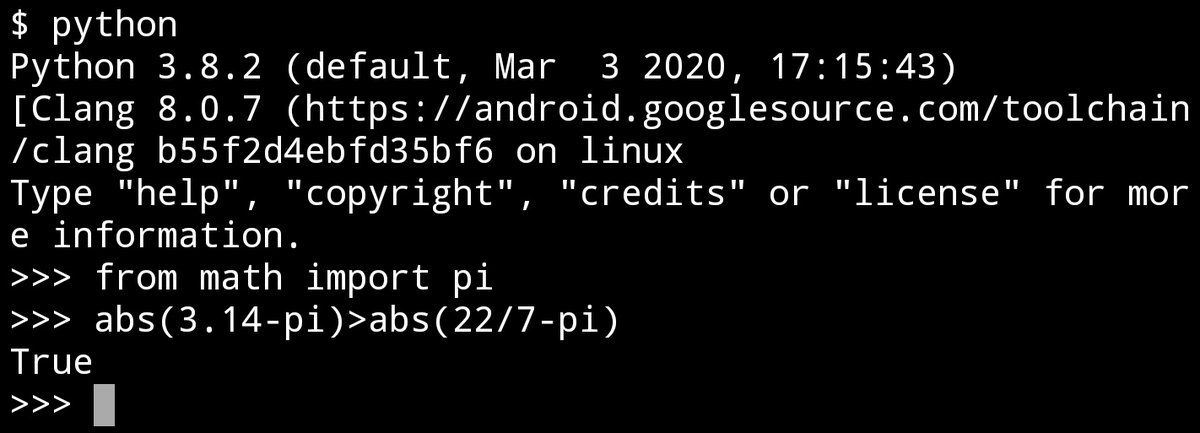 $ python
Python 3.8.2 (default, Mar  3 2020, 17:15:43)
[Clang 8.0.7 (https://android.googlesource.com/toolchain
/clang b55f2d4ebfd35bf6 on linux
Type "help", "copyright", "credits" or "license" for mor
e information.
>>> from math import pi
>>> abs(3.14-pi)>abs(22/7-pi)
True
>>>